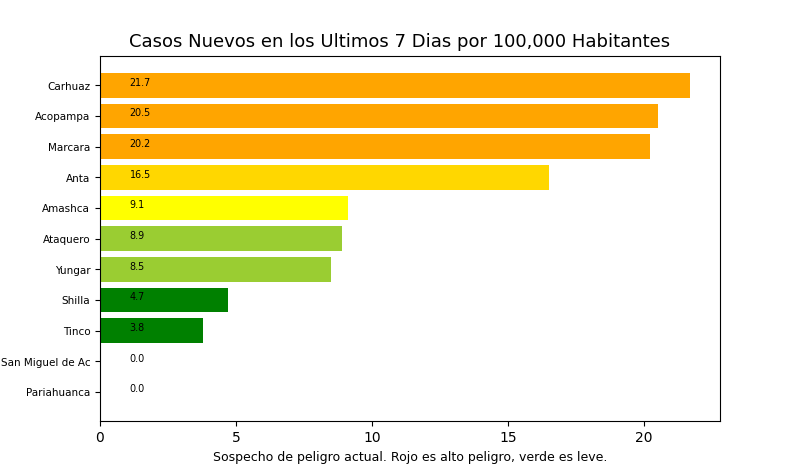 Casos Nuevos en los Ultimos 7 Dias por 100,000 Habitantes
Carhuaz 21.7
Acopampa 20.5
Marcara 20.2
Anta 16.5
Amashca 9.1
Ataquero 8.9
Yungar 8.5
Shilla 4.7
Tinco 3.8
San Miguel de Ac 0.0
Pariahuanca 0.0
0 5 10 15 20
Sospecho de peligro actual. Rojo es alto peligro, verde es leve.